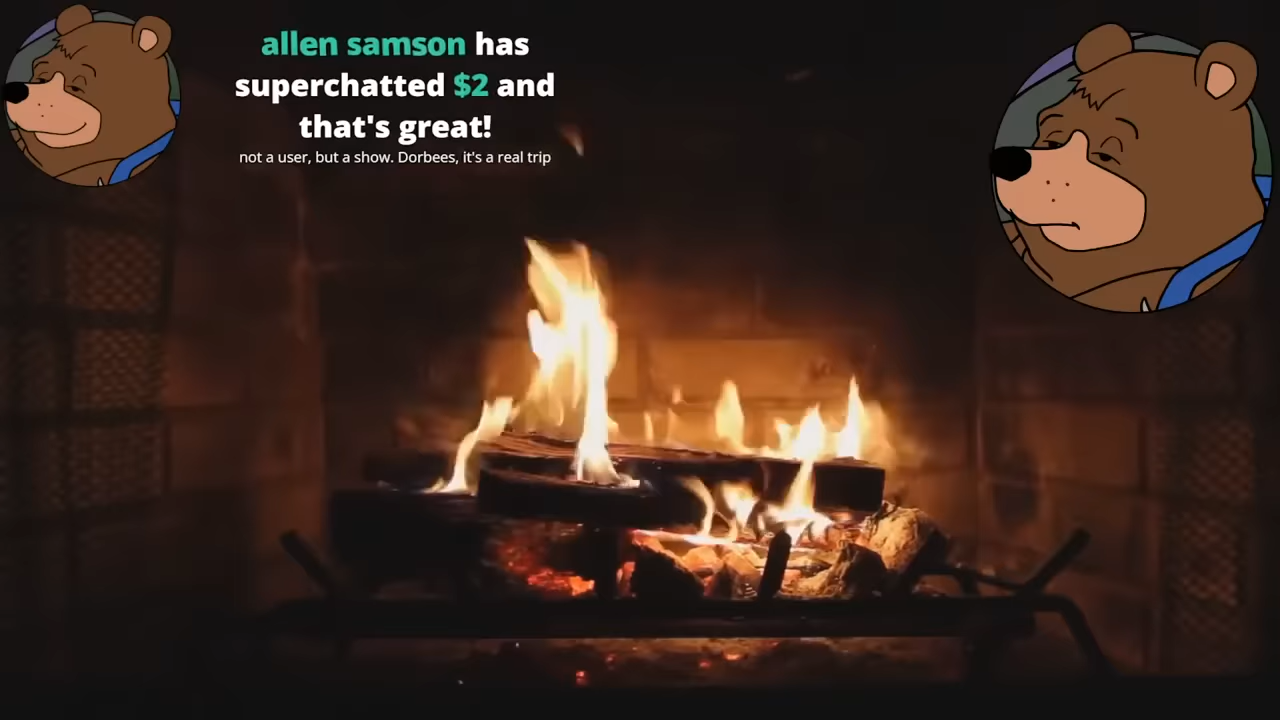 allen samson has
superchatted $2 and
that's great!
not a user, but a show. Dorbees, it's a real trip